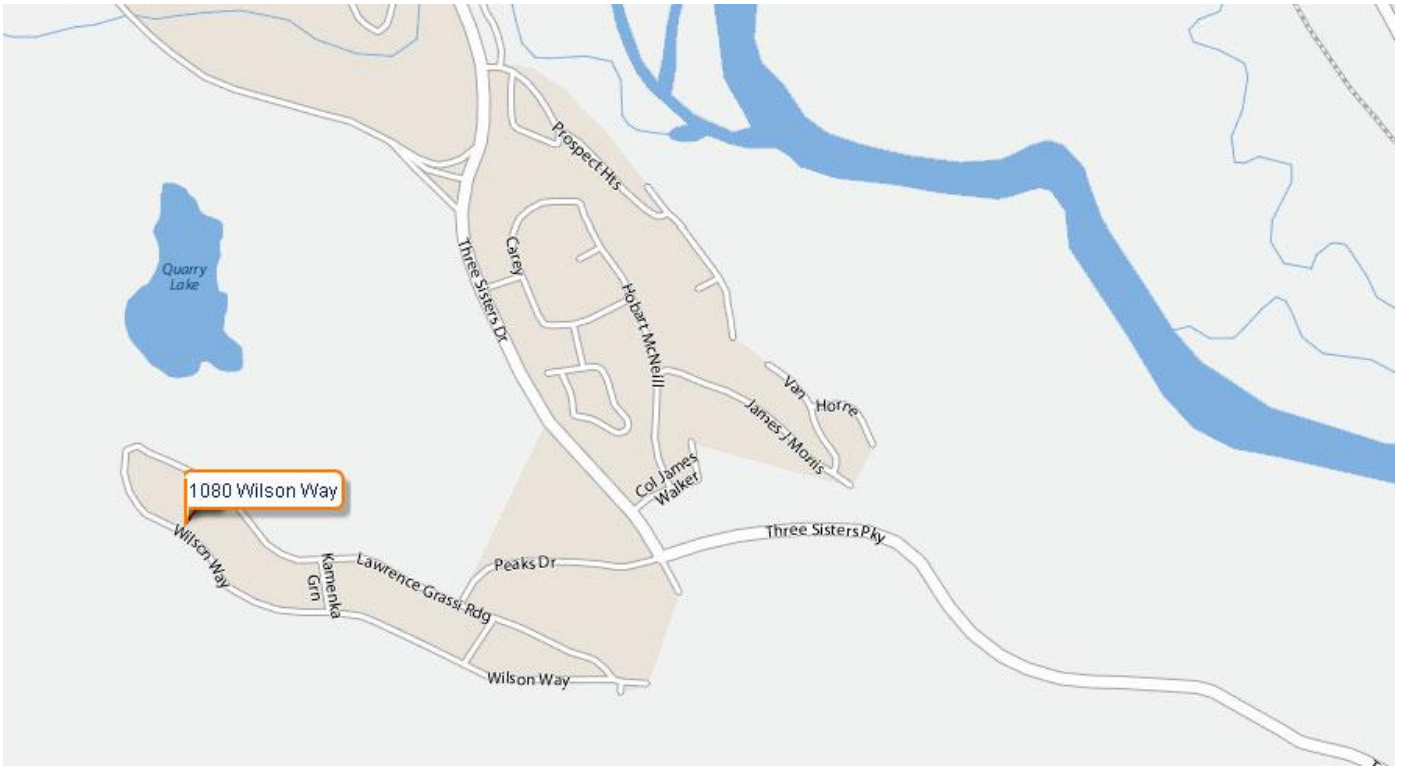 Prospect Hts
Carey
Three Sisters Dr
Quarry
Lake
Hobart McNeill
Van Horne
James J Morris
Col James
Walker
1080 Wilson Way
Wilson Way
Three Sisters Pky
Peaks Dr
Lawrence Grassi Rdg
Kamenka
Grn
Wilson Way